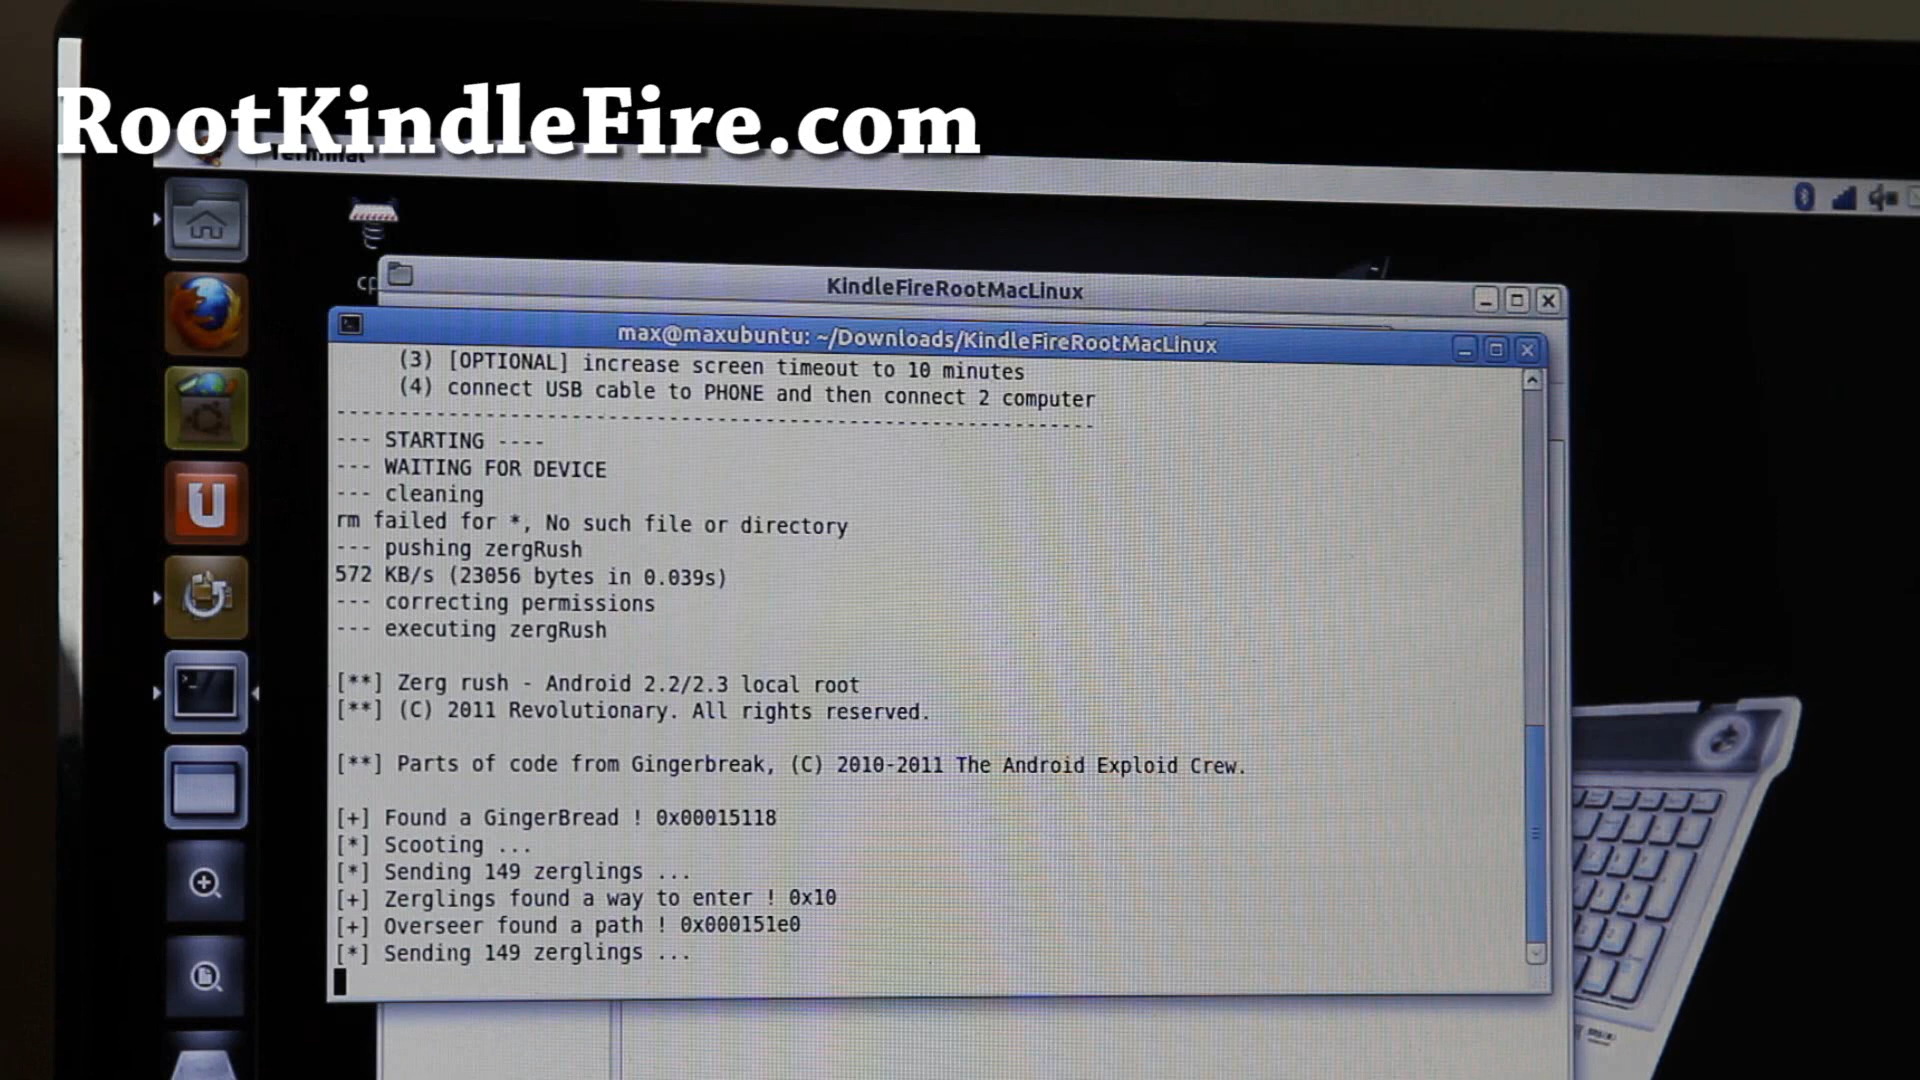 RootKindleFire.com
Terminal
cp
KindleFireRootMacLinux
max@maxubuntu: ~/Downloads/KindleFireRootMacLinux
(3) [OPTIONAL] increase screen timeout to 10 minutes
(4) connect USB cable to PHONE and then connect 2 computer
--------------------------------------------------------------
--- STARTING ----
--- WAITING FOR DEVICE
--- cleaning
rm failed for *, No such file or directory
--- pushing zergRush
572 KB/s (23056 bytes in 0.039s)
--- correcting permissions
--- executing zergRush
[**] Zerg rush - Android 2.2/2.3 local root
[**] (C) 2011 Revolutionary. All rights reserved.
[**] Parts of code from Gingerbreak, (C) 2010-2011 The Android Exploid Crew.
[+] Found a GingerBread ! 0x00015118
[*] Scooting ...
[*] Sending 149 zerglings ...
[+] Zerglings found a way to enter ! 0x10
[+] Overseer found a path ! 0x000151e0
[*] Sending 149 zerglings ...